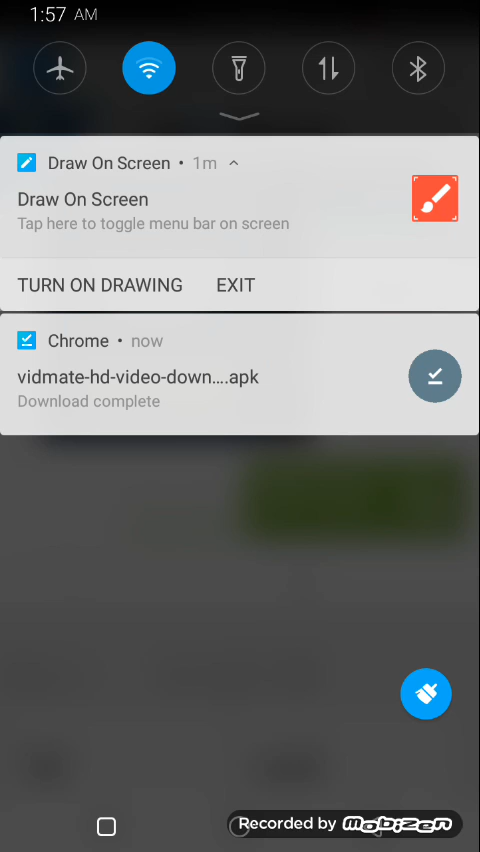 1:57 AM
Draw On Screen • 1m
Draw On Screen
Tap here to toggle menu bar on screen
TURN ON DRAWING EXIT
Chrome • now
vidmate-hd-video-down....apk
Download complete
Recorded by mobizen